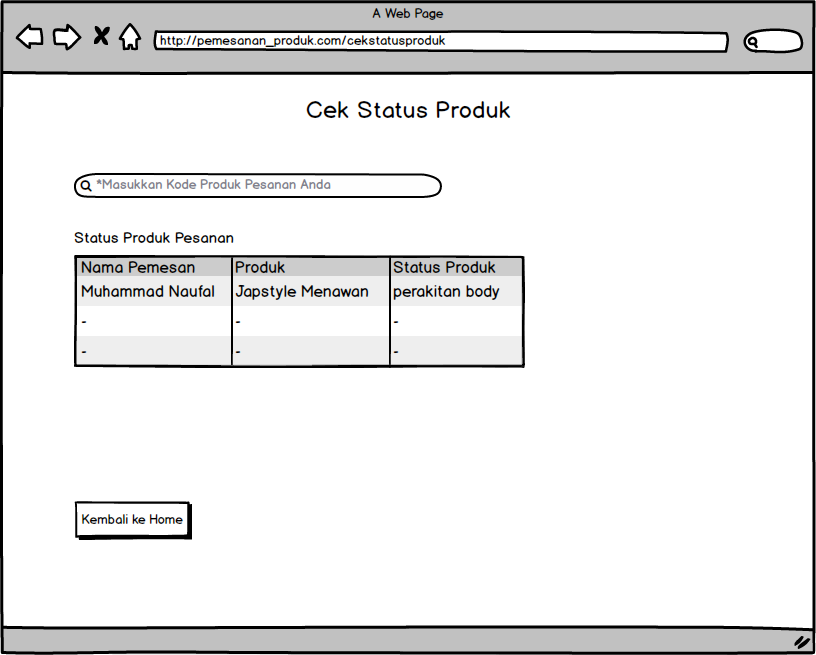 A Web Page
http://pemesanan_produk.com/cekstatusproduk
Cek Status Produk
*Masukkan Kode Produk Pesanan Anda
Status Produk Pesanan
Nama Pemesan Produk Status Produk
Muhammad Naufal Japstyle Menawan perakitan body
- - -
- - -
Kembali ke Home